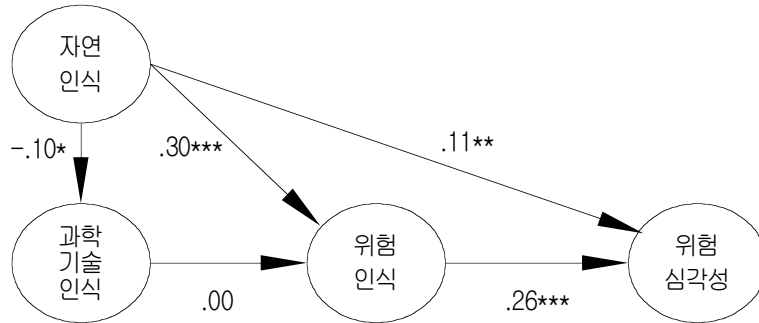 자연
인식
-.10*
.30***
.11**
과학
기술
인식
.00
위험
인식
.26***
위험
심각성